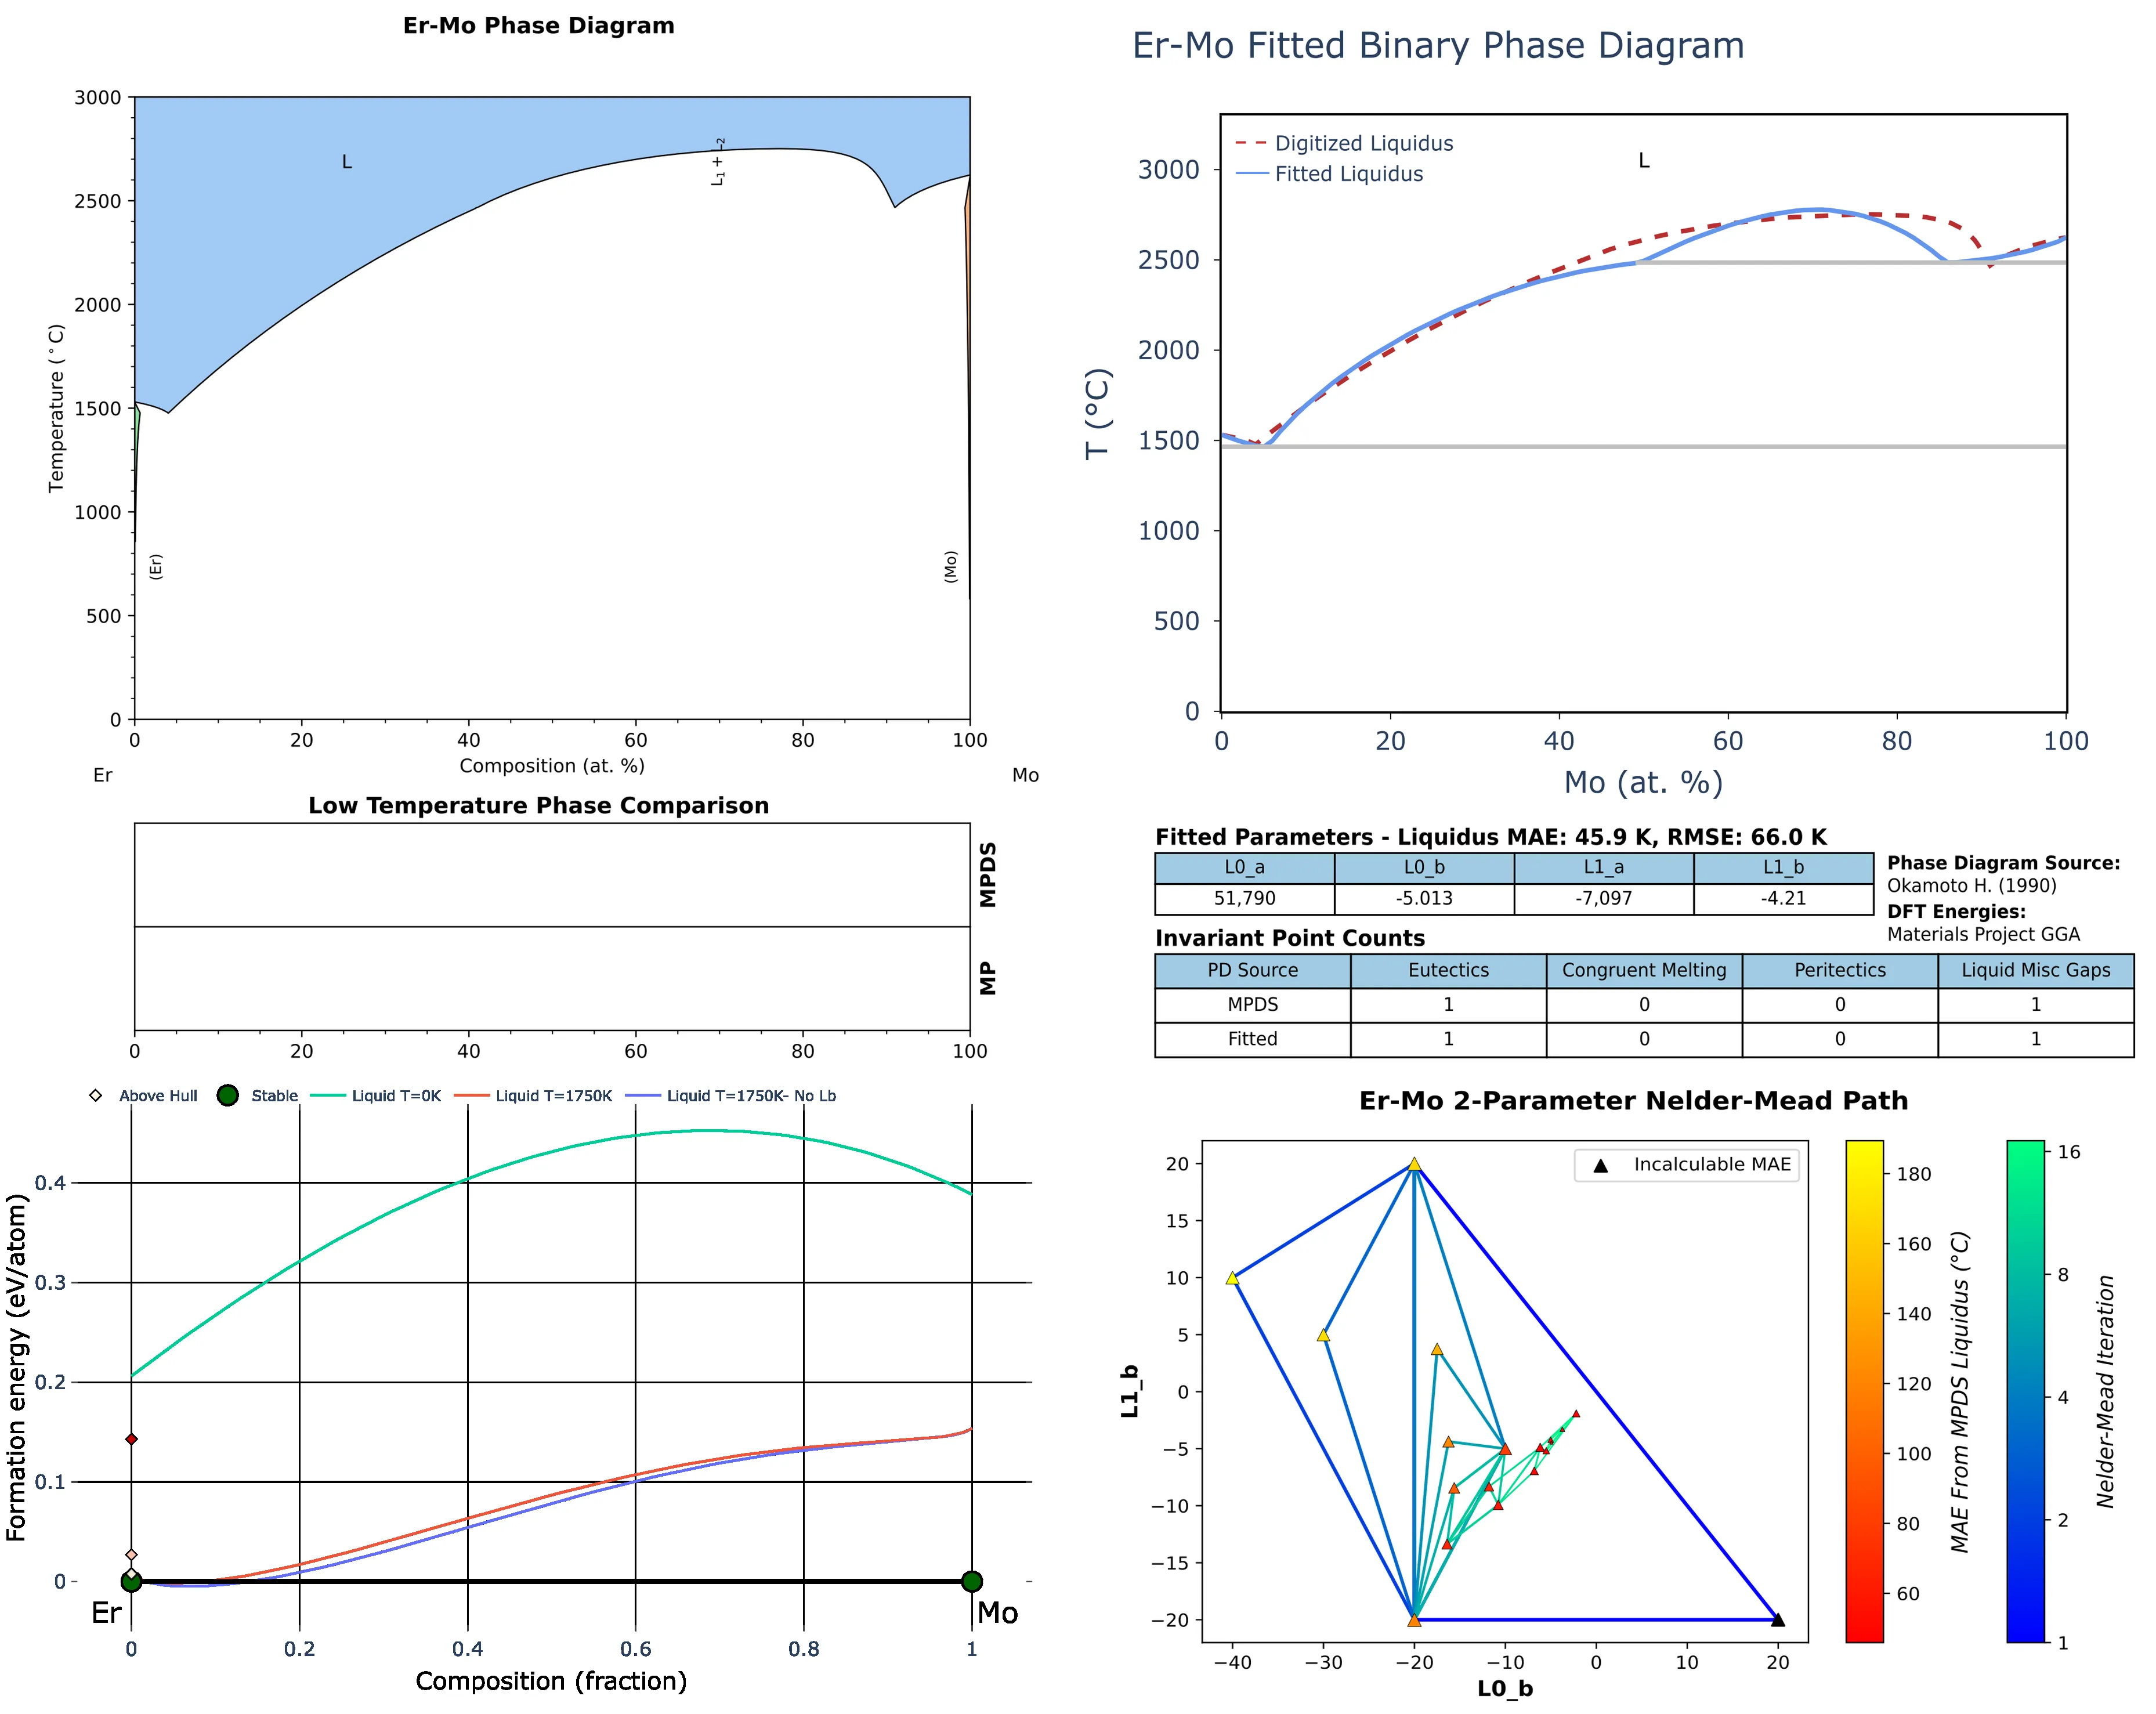 Er-Mo Phase Diagram
3000
2500
2000
1500
1000
500
0
Temperature (°C)
L
L1 + L2
(Er)
(Mo)
0 20 40 60 80 100
Composition (at. %)
Er Mo
Er-Mo Fitted Binary Phase Diagram
Digitized Liquidus
Fitted Liquidus
L
3000
2500
2000
1500
1000
500
0
T (°C)
0 20 40 60 80 100
Mo (at. %)
Low Temperature Phase Comparison
MPDS
MP
0 20 40 60 80 100
Fitted Parameters - Liquidus MAE: 45.9 K, RMSE: 66.0 K
L0_a L0_b L1_a L1_b
51,790 -5.013 -7,097 -4.21
Phase Diagram Source:
Okamoto H. (1990)
DFT Energies:
Materials Project GGA
Invariant Point Counts
PD Source Eutectics Congruent Melting Peritectics Liquid Misc Gaps
MPDS 1 0 0 1
Fitted 1 0 0 1
Above Hull Stable Liquid T=0K Liquid T=1750K Liquid T=1750K- No Lb
0.4
0.3
0.2
0.1
0
Formation energy (eV/atom)
Er Mo
0 0.2 0.4 0.6 0.8 1
Composition (fraction)
Er-Mo 2-Parameter Nelder-Mead Path
Incalculable MAE
20
15
10
5
0
−5
−10
−15
−20
L1_b
−40 −30 −20 −10 0 10 20
L0_b
180
160
140
120
100
80
60
MAE From MPDS Liquidus (°C)
16
8
4
2
1
Nelder-Mead Iteration